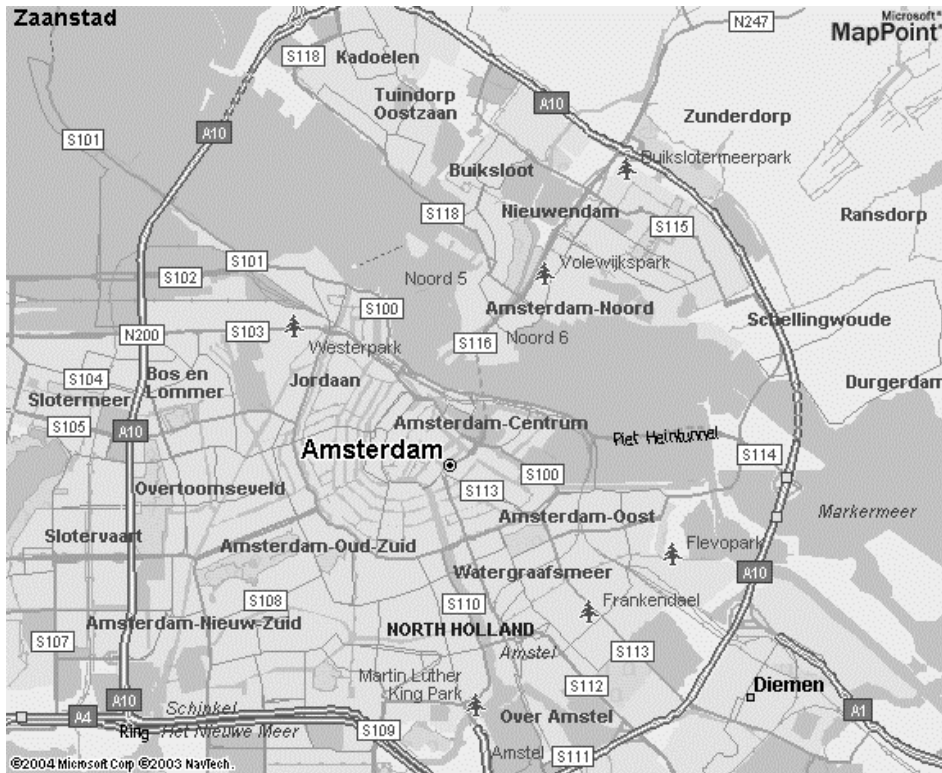 Zaanstad
Microsoft®
MapPoint®
N247
S118
Kadoelen
Tuindorp
Oostzaan
A10
Zunderdorp
A10
S101
Buikslotermeerpark
Buiksloot
S118
Nieuwendam
S115
Ransdorp
S101
Volewijkspark
S102
Noord 5
S100
Amsterdam-Noord
Schellingwoude
N200
S103
S116
Noord 6
Westerpark
Bos en
Lommer
S104
Slotermeer
Jordaan
Durgerdam
S105
A10
Amsterdam-Centrum
Piet Heintunnel
Amsterdam
S114
S100
Overtoomseveld
S113
Markermeer
Amsterdam-Oost
Slotervaart
Amsterdam-Oud-Zuid
Flevopark
Watergraafsmeer
A10
S108
S110
Frankendael
Amsterdam-Nieuw-Zuid
NORTH HOLLAND
S107
Amstel
S113
Martin Luther
King Park
S112
Diemen
A10
Schinkel
A4
Over Amstel
A1
Ring
Het Nieuwe Meer
S109
Amstel
S111
©2004 Microsoft Corp ©2003 NavTech.